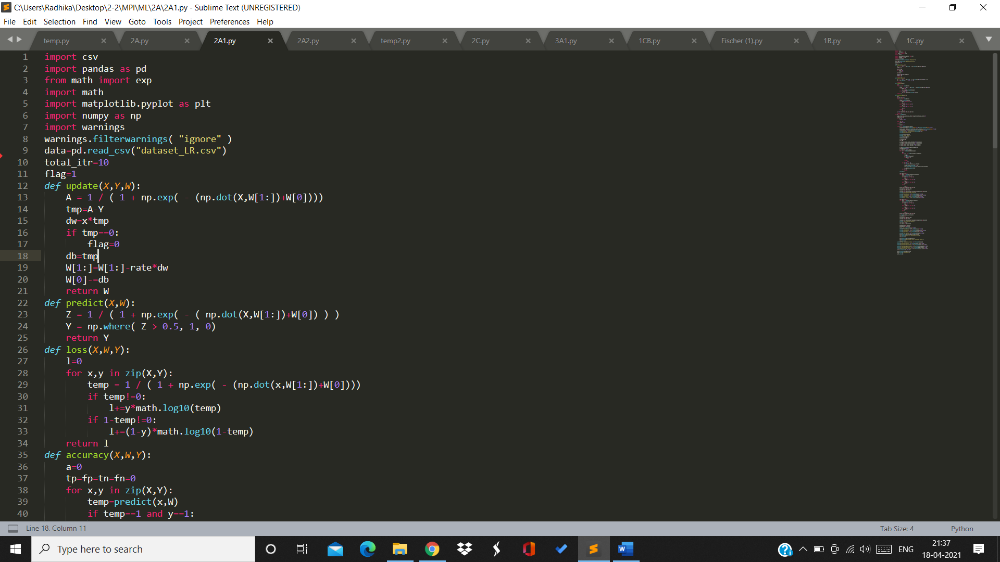 C:\Users\Radhika\Desktop\2-2\MPI\ML\2A\2A1.py - Sublime Text (UNREGISTERED)
File Edit Selection Find View Goto Tools Project Preferences Help
temp.py 2A.py 2A1.py 2A2.py temp2.py 2C.py 3A1.py 1CB.py Fischer (1).py 1B.py 1C.py
1 import csv
2 import pandas as pd
3 from math import exp
4 import math
5 import matplotlib.pyplot as plt
6 import numpy as np
7 import warnings
8 warnings.filterwarnings( "ignore" )
9 data=pd.read_csv("dataset_LR.csv")
10 total_itr=10
11 flag=1
12 def update(X,Y,W):
13     A = 1 / ( 1 + np.exp( - (np.dot(X,W[1:])+W[0])))
14     tmp=A-Y
15     dw=x*tmp
16     if tmp==0:
17         flag=0
18     db=tmp
19     W[1:]=W[1:]-rate*dw
20     W[0]-=db
21     return W
22 def predict(X,W):
23     Z = 1 / ( 1 + np.exp( - ( np.dot(X,W[1:])+W[0]) ) )
24     Y = np.where( Z > 0.5, 1, 0)
25     return Y
26 def loss(X,W,Y):
27     l=0
28     for x,y in zip(X,Y):
29         temp = 1 / ( 1 + np.exp( - (np.dot(x,W[1:])+W[0])))
30         if temp!=0:
31             l+=y*math.log10(temp)
32         if 1-temp!=0:
33             l+=(1-y)*math.log10(1-temp)
34     return l
35 def accuracy(X,W,Y):
36     a=0
37     tp=fp=tn=fn=0
38     for x,y in zip(X,Y):
39         temp=predict(x,W)
40         if temp==1 and y==1:
Line 18, Column 11 Tab Size: 4 Python
Type here to search
ENG
21:37
18-04-2021